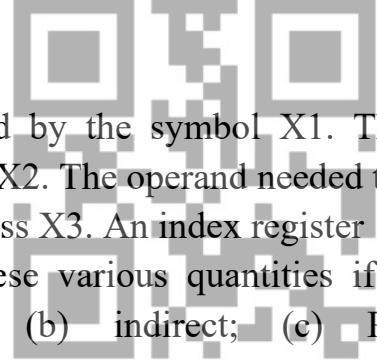 d by the symbol X1. T
X2. The operand needed t
ss X3. An index register
ese various quantities if
(b) indirect; (c)